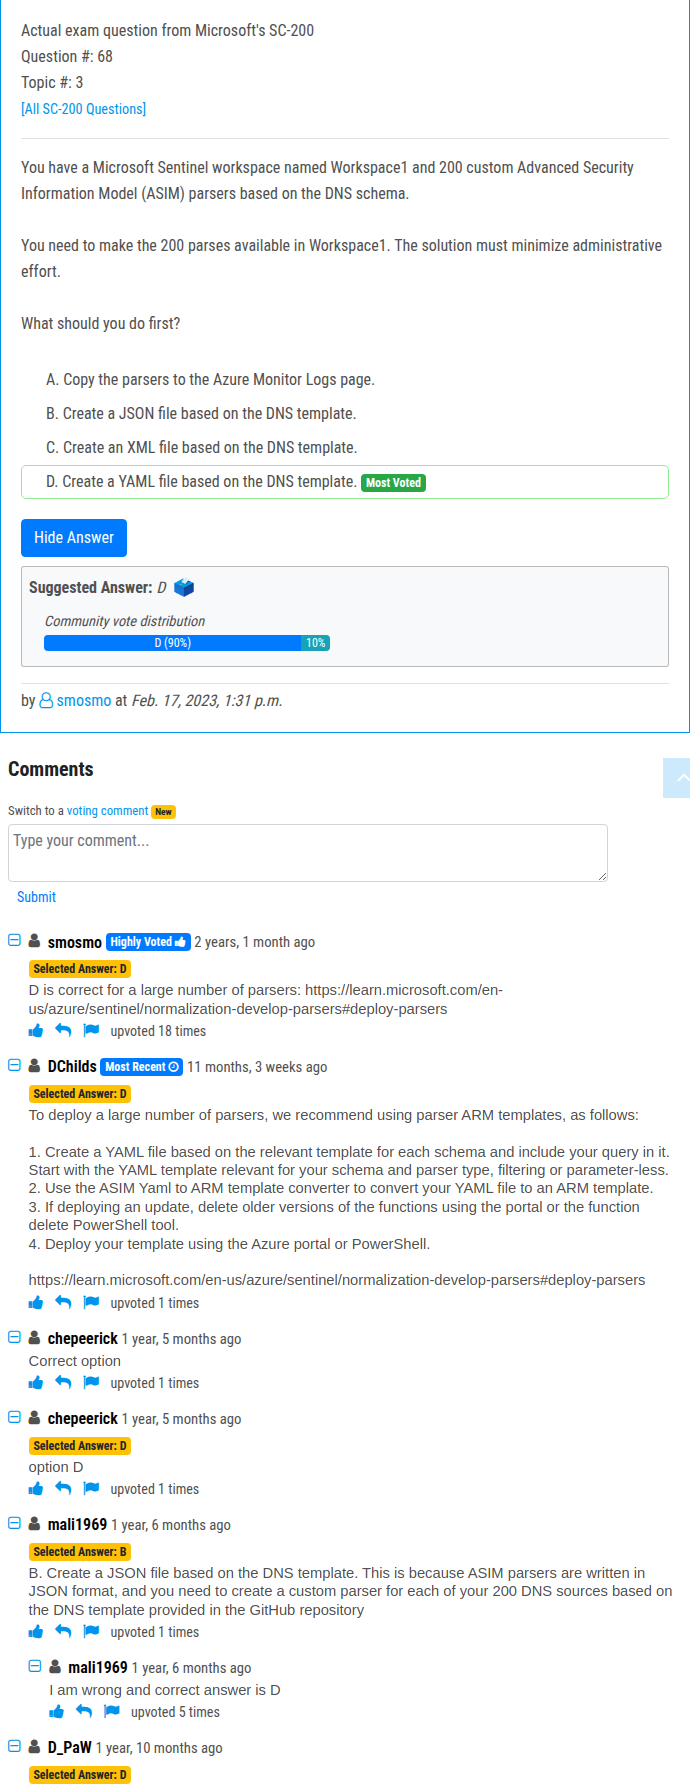 Actual exam question from Microsoft's SC-200
Question #: 68
Topic #: 3
[All SC-200 Questions]
You have a Microsoft Sentinel workspace named Workspace1 and 200 custom Advanced Security
Information Model (ASIM) parsers based on the DNS schema.
You need to make the 200 parses available in Workspace1. The solution must minimize administrative
effort.
What should you do first?
A. Copy the parsers to the Azure Monitor Logs page.
B. Create a JSON file based on the DNS template.
C. Create an XML file based on the DNS template.
D. Create a YAML file based on the DNS template. Most Voted
Hide Answer
Suggested Answer: D
Community vote distribution
D (90%) 10%
by smosmo at Feb. 17, 2023, 1:31 p.m.
Comments
Switch to a voting comment New
Type your comment...
Submit
smosmo Highly Voted 2 years, 1 month ago
Selected Answer: D
D is correct for a large number of parsers: https://learn.microsoft.com/en-
us/azure/sentinel/normalization-develop-parsers#deploy-parsers
upvoted 18 times
DChilds Most Recent 11 months, 3 weeks ago
Selected Answer: D
To deploy a large number of parsers, we recommend using parser ARM templates, as follows:
1. Create a YAML file based on the relevant template for each schema and include your query in it.
Start with the YAML template relevant for your schema and parser type, filtering or parameter-less.
2. Use the ASIM Yaml to ARM template converter to convert your YAML file to an ARM template.
3. If deploying an update, delete older versions of the functions using the portal or the function
delete PowerShell tool.
4. Deploy your template using the Azure portal or PowerShell.
https://learn.microsoft.com/en-us/azure/sentinel/normalization-develop-parsers#deploy-parsers
upvoted 1 times
chepeerick 1 year, 5 months ago
Correct option
upvoted 1 times
chepeerick 1 year, 5 months ago
Selected Answer: D
option D
upvoted 1 times
mali1969 1 year, 6 months ago
Selected Answer: B
B. Create a JSON file based on the DNS template. This is because ASIM parsers are written in
JSON format, and you need to create a custom parser for each of your 200 DNS sources based on
the DNS template provided in the GitHub repository
upvoted 1 times
mali1969 1 year, 6 months ago
I am wrong and correct answer is D
upvoted 5 times
D_PaW 1 year, 10 months ago
Selected Answer: D